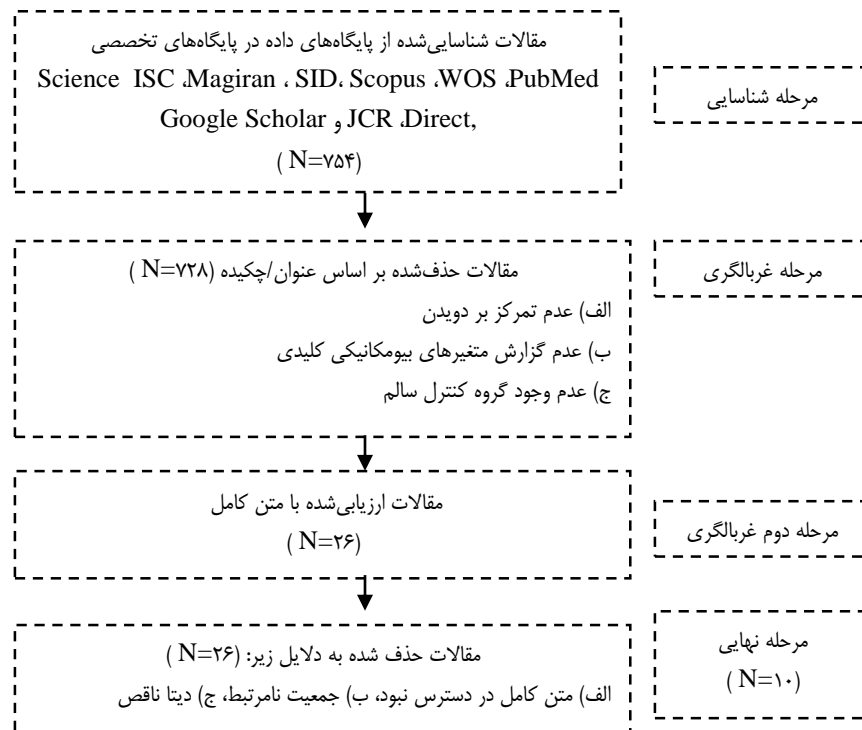 مقالات شناسایی‌شده از پایگاه‌های داده در پایگاه‌های تخصصی
Science ISC ،Magiran ، SID، Scopus ،WOS ،PubMed
Google Scholar و JCR ،Direct,
( N=۷۵۴)
مرحله شناسایی
مقالات حذف‌شده بر اساس عنوان/چکیده (N=۷۲۸ )
الف) عدم تمرکز بر دویدن
ب) عدم گزارش متغیرهای بیومکانیکی کلیدی
ج) عدم وجود گروه کنترل سالم
مرحله غربالگری
مقالات ارزیابی‌شده با متن کامل
( N=۲۶)
مرحله دوم غربالگری
مقالات حذف شده به دلایل زیر: (N=۲۶ )
الف) متن کامل در دسترس نبود، ب) جمعیت نامرتبط، ج) دیتا ناقص
مرحله نهایی
( N=۱۰)